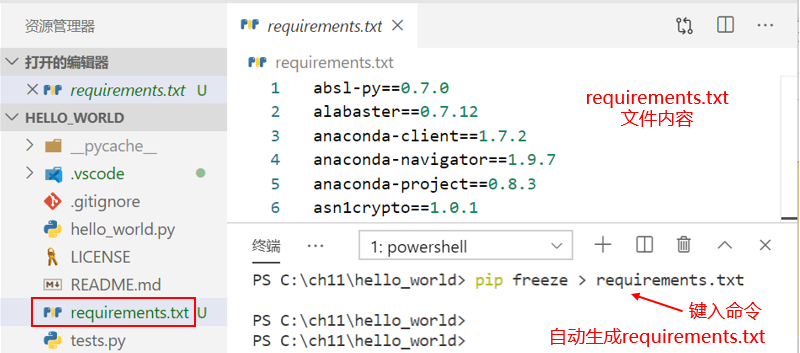 资源管理器
打开的编辑器
requirements.txt U
HELLO_WORLD
__pycache__
.vscode
.gitignore
hello_world.py
LICENSE
README.md
requirements.txt U
tests.py
requirements.txt
requirements.txt
1 absl-py==0.7.0
2 alabaster==0.7.12
3 anaconda-client==1.7.2
4 anaconda-navigator==1.9.7
5 anaconda-project==0.8.3
6 asn1crypto==1.0.1
requirements.txt
文件内容
终端 ··· 1: powershell
PS C:\ch11\hello_world> pip freeze > requirements.txt
键入命令
自动生成requirements.txt
PS C:\ch11\hello_world>
PS C:\ch11\hello_world>